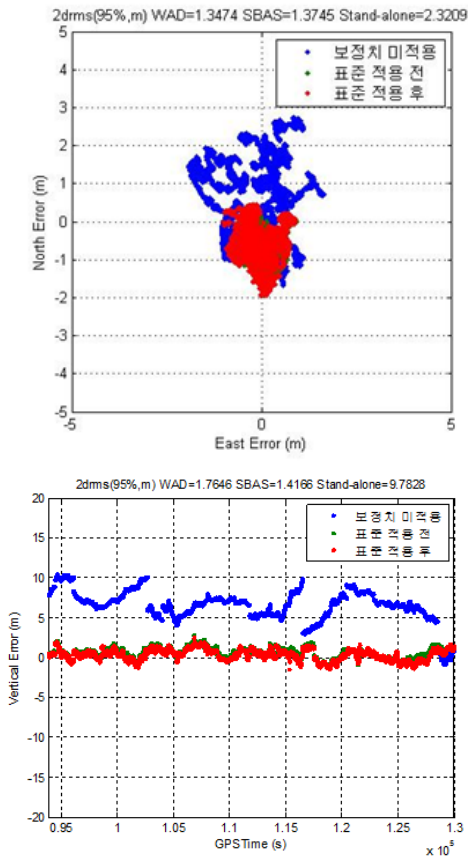 2drms(95%,m) WAD=1.3474 SBAS=1.3745 Stand-alone=2.3209
5
4
3
2
1
0
-1
-2
-3
-4
-5
North Error (m)
보정치 미적용
표준 적용 전
표준 적용 후
-5 0 5
East Error (m)
2drms(95%,m) WAD=1.7646 SBAS=1.4166 Stand-alone=9.7828
20
15
10
5
0
-5
-10
-15
-20
Vertical Error (m)
보정치 미적용
표준 적용 전
표준 적용 후
0.95 1 1.05 1.1 1.15 1.2 1.25 1.3
GPSTime (s)
x 10⁵